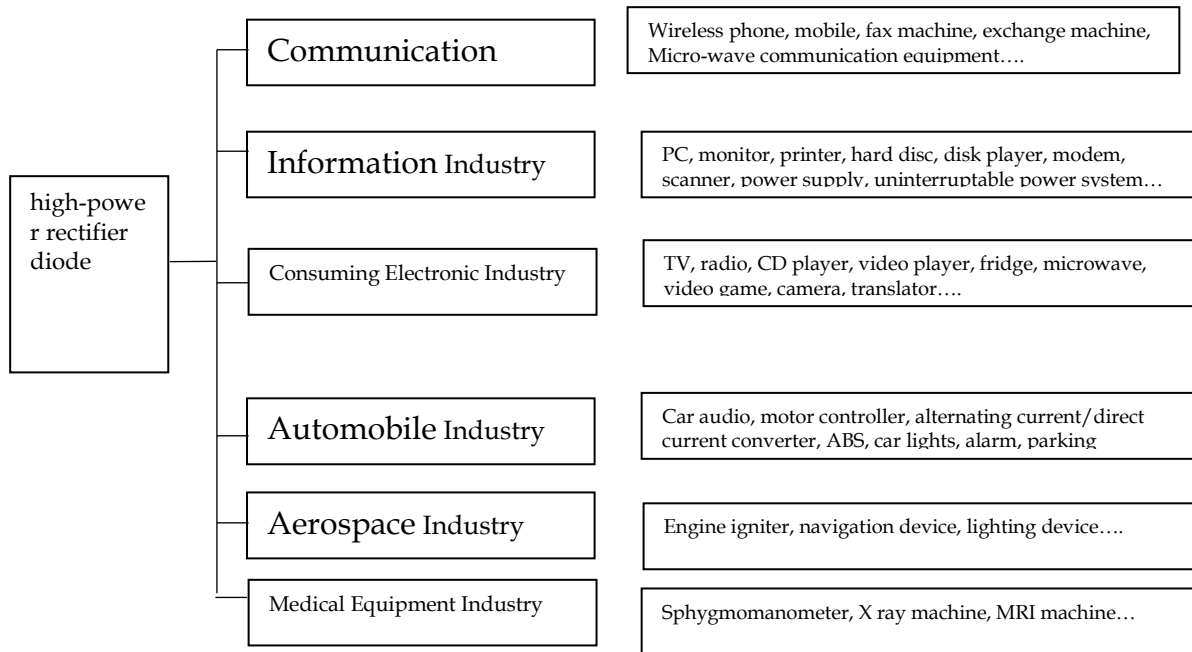 Communication
Wireless phone, mobile, fax machine, exchange machine,
Micro-wave communication equipment….
Information Industry
PC, monitor, printer, hard disc, disk player, modem,
scanner, power supply, uninterruptable power system…
high-powe
r rectifier
diode
Consuming Electronic Industry
TV, radio, CD player, video player, fridge, microwave,
video game, camera, translator….
Automobile Industry
Car audio, motor controller, alternating current/direct
current converter, ABS, car lights, alarm, parking
Aerospace Industry
Engine igniter, navigation device, lighting device….
Medical Equipment Industry
Sphygmomanometer, X ray machine, MRI machine…